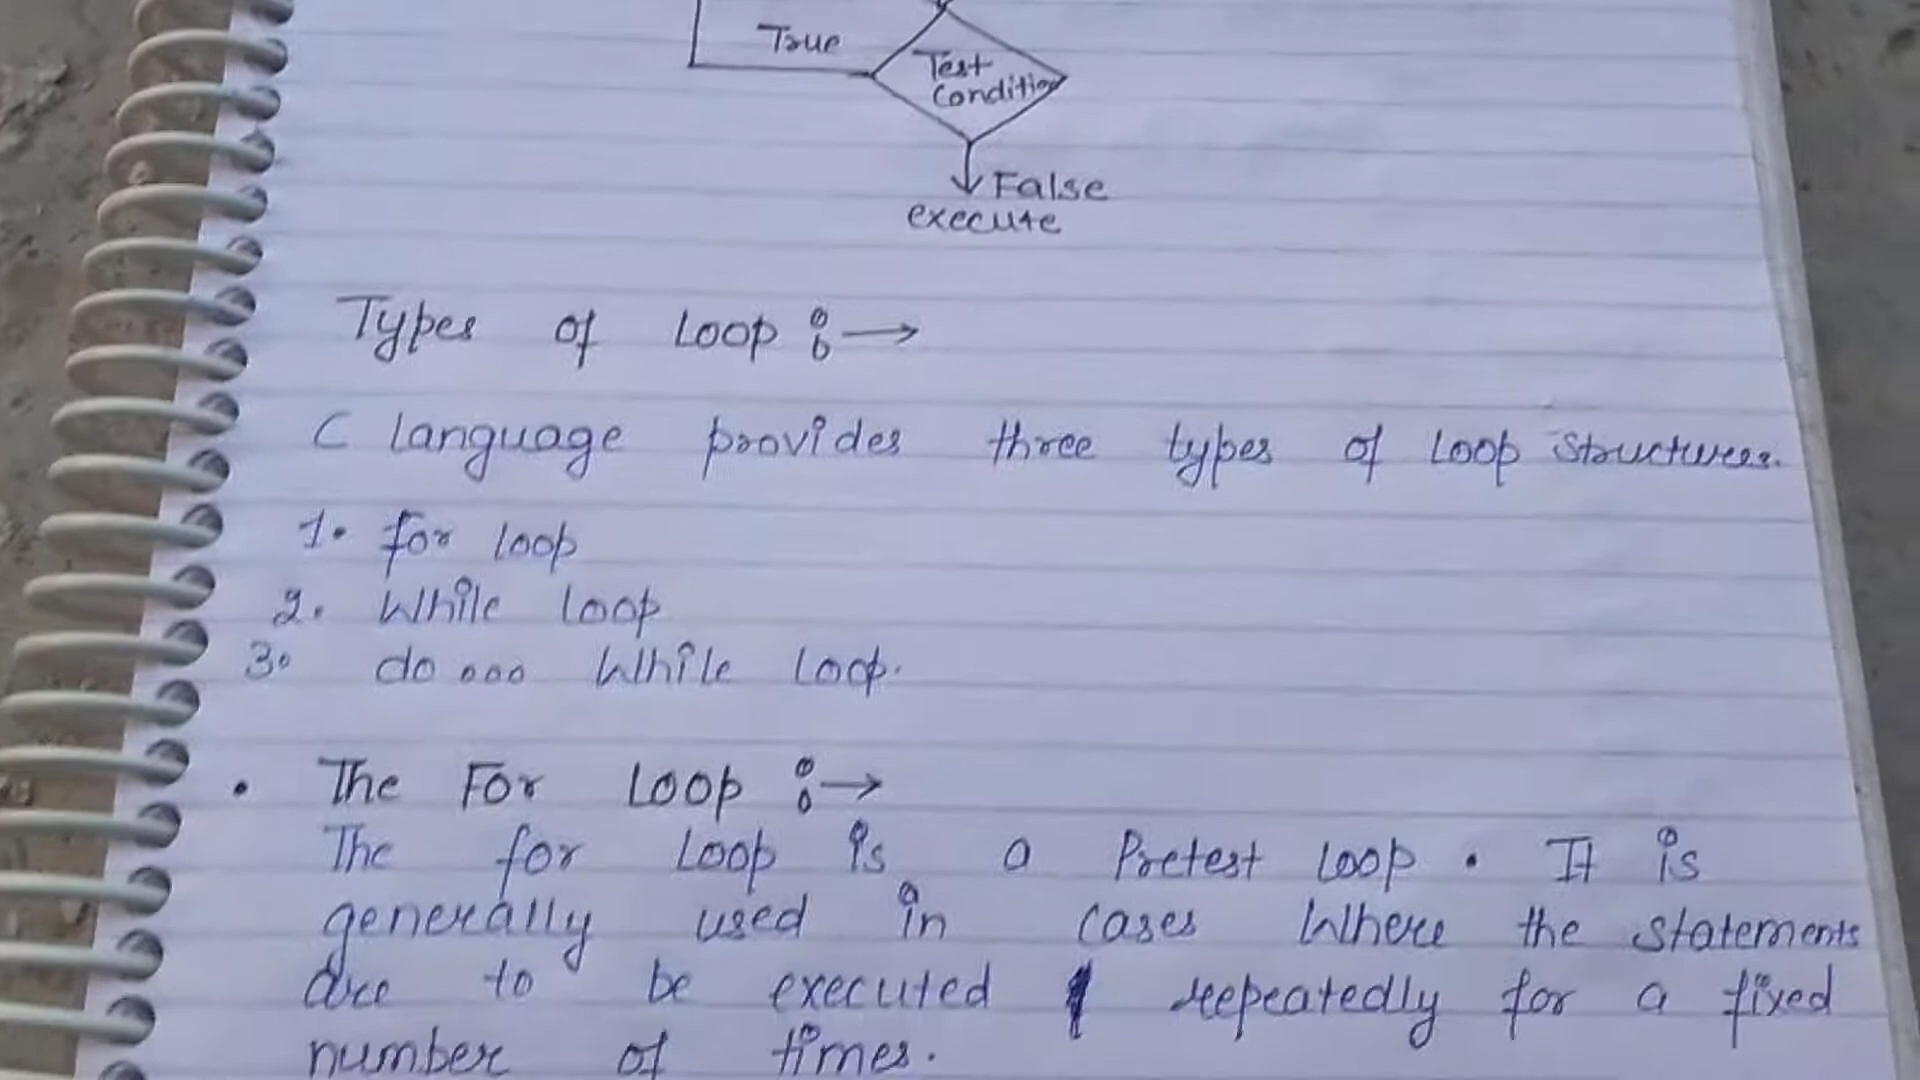 True
Test
Condition
False
execute
Types of Loop :→
C language provides three types of Loop Structures.
1. for loop
2. While loop
3. do ... While Loop.
• The For Loop :→
The for Loop is a Pretest Loop. It is
generally used in cases Where the statements
are to be executed repeatedly for a fixed
number of times.